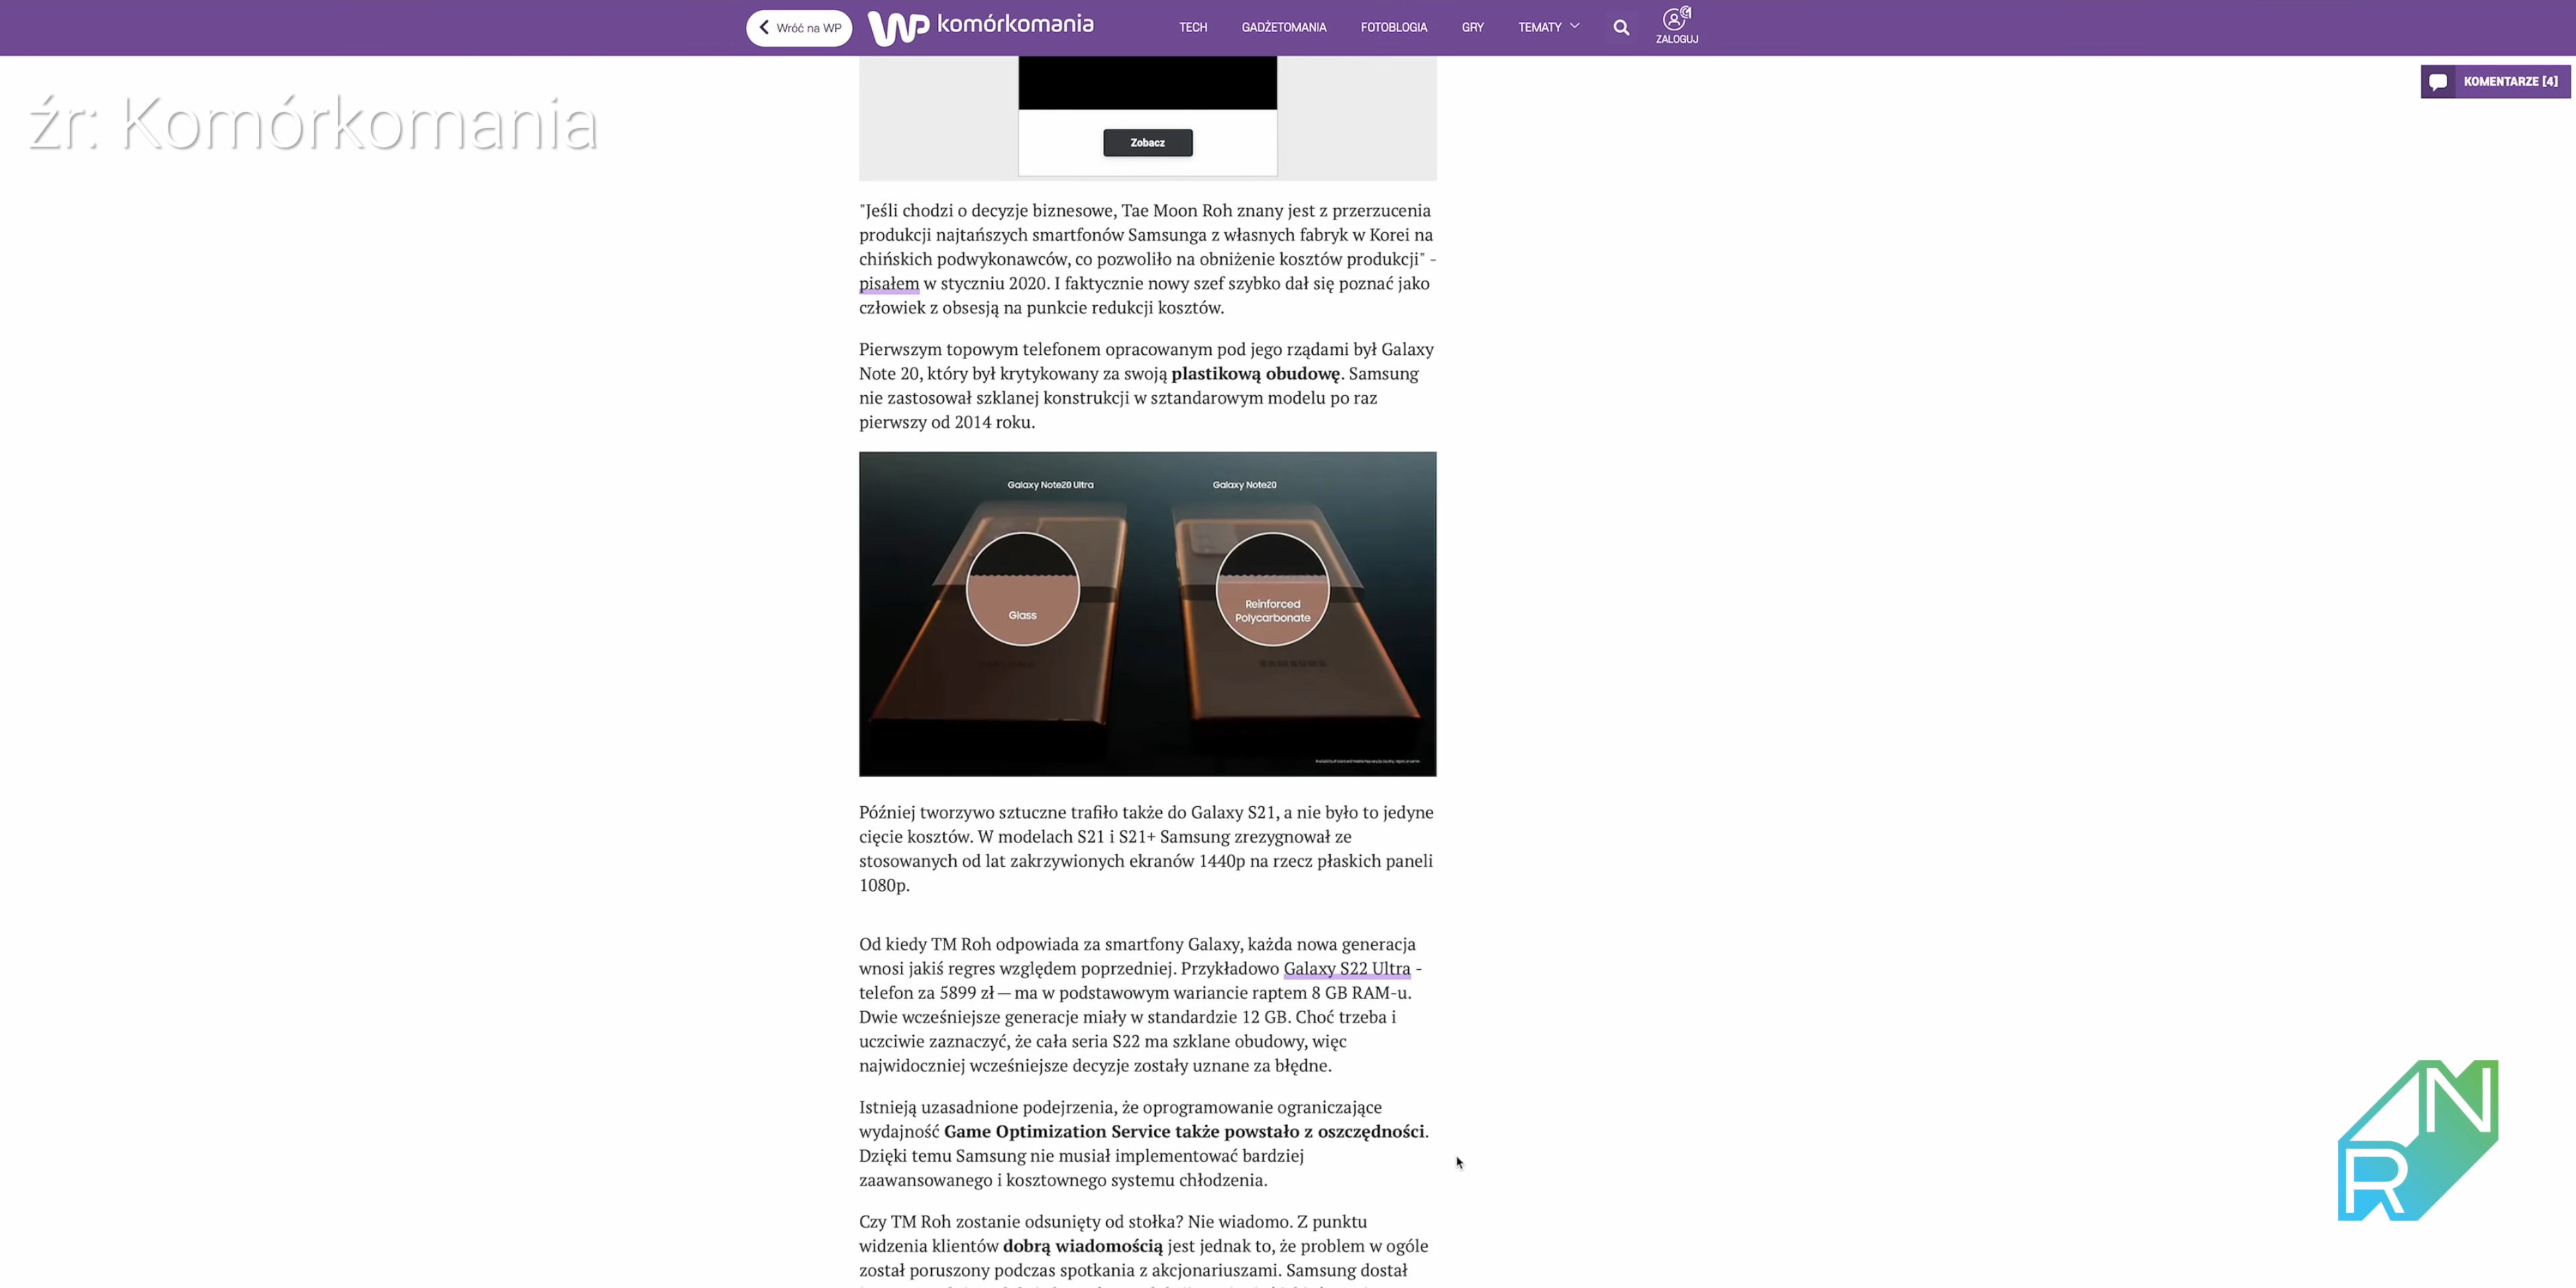 Wróć na WP
WP komórkomania
TECH
GADŻETOMANIA
FOTOBLOGIA
GRY
TEMATY
ZALOGUJ
KOMENTARZE [4]
źr: Komórkomania
Zobacz
"Jeśli chodzi o decyzje biznesowe, Tae Moon Roh znany jest z przerzucenia
produkcji najtańszych smartfonów Samsunga z własnych fabryk w Korei na
chińskich podwykonawców, co pozwoliło na obniżenie kosztów produkcji" -
pisałem w styczniu 2020. I faktycznie nowy szef szybko dał się poznać jako
człowiek z obsesją na punkcie redukcji kosztów.
Pierwszym topowym telefonem opracowanym pod jego rządami był Galaxy
Note 20, który był krytykowany za swoją plastikową obudowę. Samsung
nie zastosował szklanej konstrukcji w sztandarowym modelu po raz
pierwszy od 2014 roku.
Galaxy Note20 Ultra
Galaxy Note20
Glass
Reinforced
Polycarbonate
SAMSUNG
Później tworzywo sztuczne trafiło także do Galaxy S21, a nie było to jedyne
cięcie kosztów. W modelach S21 i S21+ Samsung zrezygnował ze
stosowanych od lat zakrzywionych ekranów 1440p na rzecz płaskich paneli
1080p.
Od kiedy TM Roh odpowiada za smartfony Galaxy, każda nowa generacja
wnosi jakiś regres względem poprzedniej. Przykładowo Galaxy S22 Ultra -
telefon za 5899 zł — ma w podstawowym wariancie raptem 8 GB RAM-u.
Dwie wcześniejsze generacje miały w standardzie 12 GB. Choć trzeba i
uczciwie zaznaczyć, że cała seria S22 ma szklane obudowy, więc
najwidoczniej wcześniejsze decyzje zostały uznane za błędne.
Istnieją uzasadnione podejrzenia, że oprogramowanie ograniczające
wydajność Game Optimization Service także powstało z oszczędności.
Dzięki temu Samsung nie musiał implementować bardziej
zaawansowanego i kosztownego systemu chłodzenia.
Czy TM Roh zostanie odsunięty od stołka? Nie wiadomo. Z punktu
widzenia klientów dobrą wiadomością jest jednak to, że problem w ogóle
został poruszony podczas spotkania z akcjonariuszami. Samsung dostał
RN